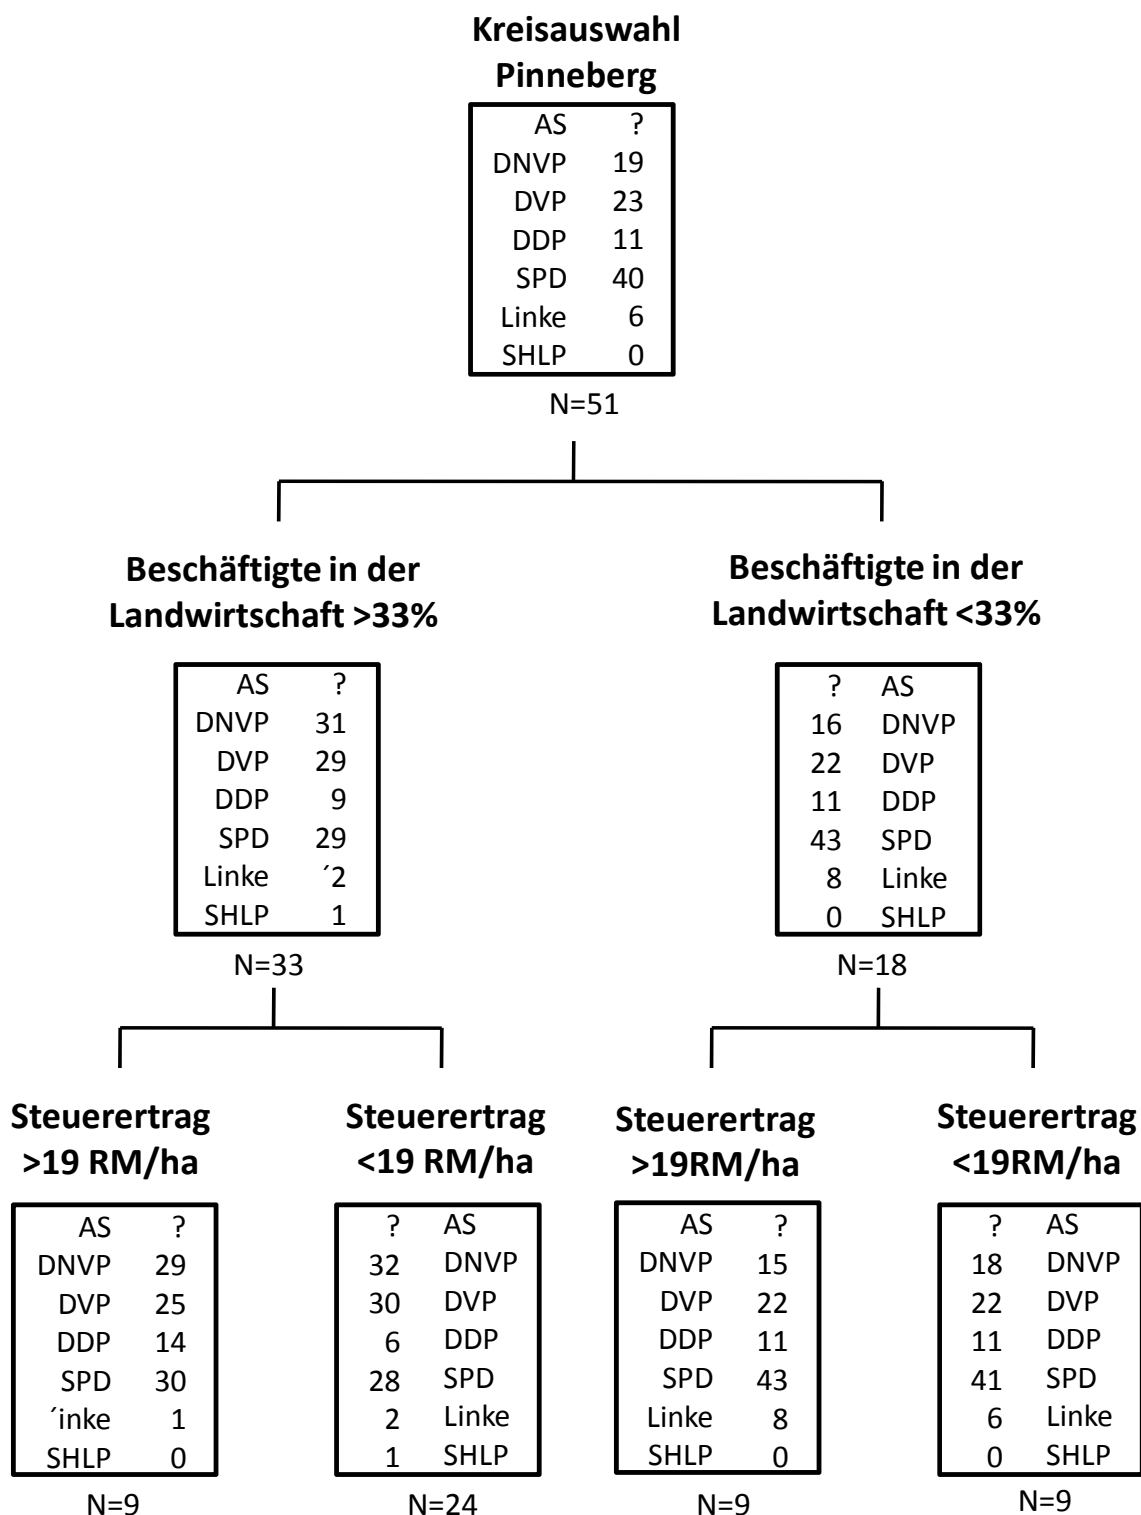 Kreisauswahl
Pinneberg
AS ?
DNVP 19
DVP 23
DDP 11
SPD 40
Linke 6
SHLP 0
N=51
Beschäftigte in der
Landwirtschaft >33%
AS ?
DNVP 31
DVP 29
DDP 9
SPD 29
Linke ´2
SHLP 1
N=33
Beschäftigte in der
Landwirtschaft <33%
? AS
16 DNVP
22 DVP
11 DDP
43 SPD
8 Linke
0 SHLP
N=18
Steuerertrag
>19 RM/ha
AS ?
DNVP 29
DVP 25
DDP 14
SPD 30
´inke 1
SHLP 0
N=9
Steuerertrag
<19 RM/ha
? AS
32 DNVP
30 DVP
6 DDP
28 SPD
2 Linke
1 SHLP
N=24
Steuerertrag
>19RM/ha
AS ?
DNVP 15
DVP 22
DDP 11
SPD 43
Linke 8
SHLP 0
N=9
Steuerertrag
<19RM/ha
? AS
18 DNVP
22 DVP
11 DDP
41 SPD
6 Linke
0 SHLP
N=9